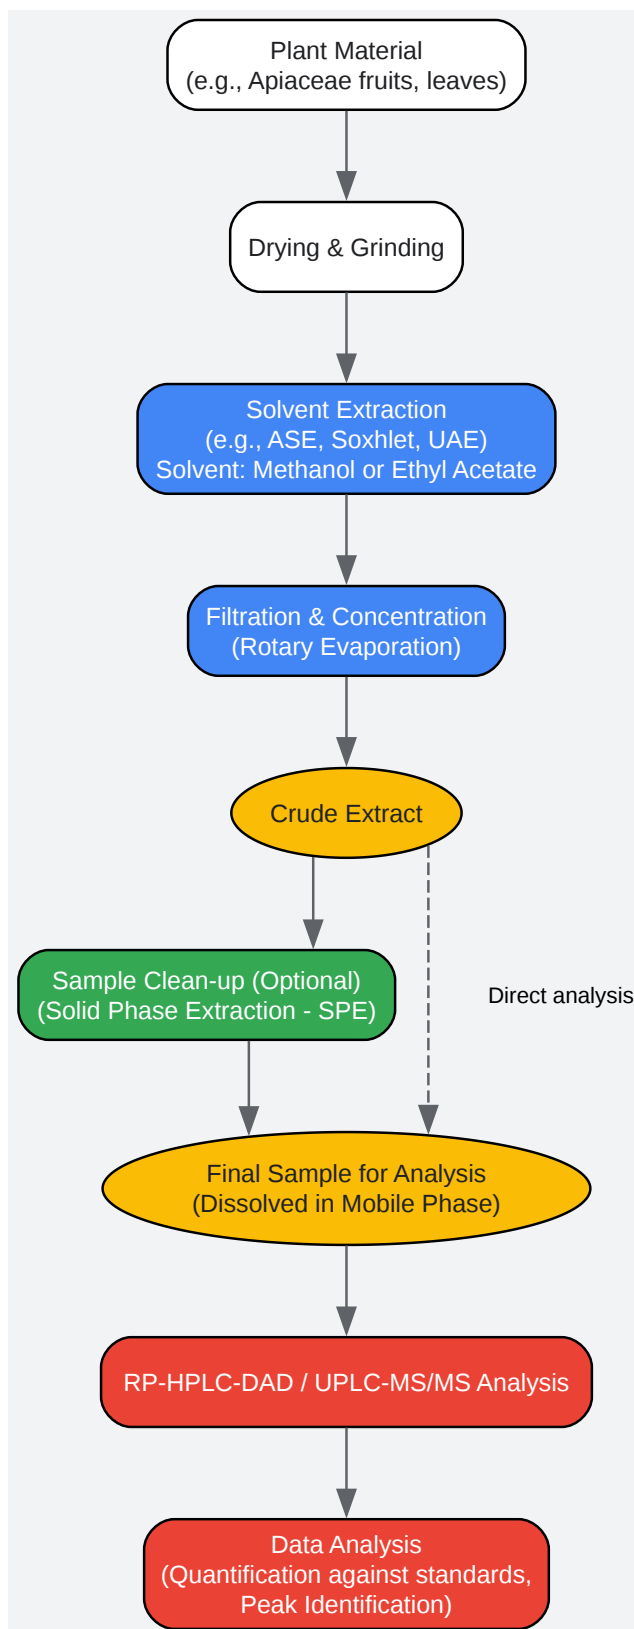 Plant Material
(e.g., Apiaceae fruits, leaves)
Drying & Grinding
Solvent Extraction
(e.g., ASE, Soxhlet, UAE)
Solvent: Methanol or Ethyl Acetate
Filtration & Concentration
(Rotary Evaporation)
Crude Extract
Sample Clean-up (Optional)
(Solid Phase Extraction - SPE)
Direct analysis
Final Sample for Analysis
(Dissolved in Mobile Phase)
RP-HPLC-DAD / UPLC-MS/MS Analysis
Data Analysis
(Quantification against standards,
Peak Identification)